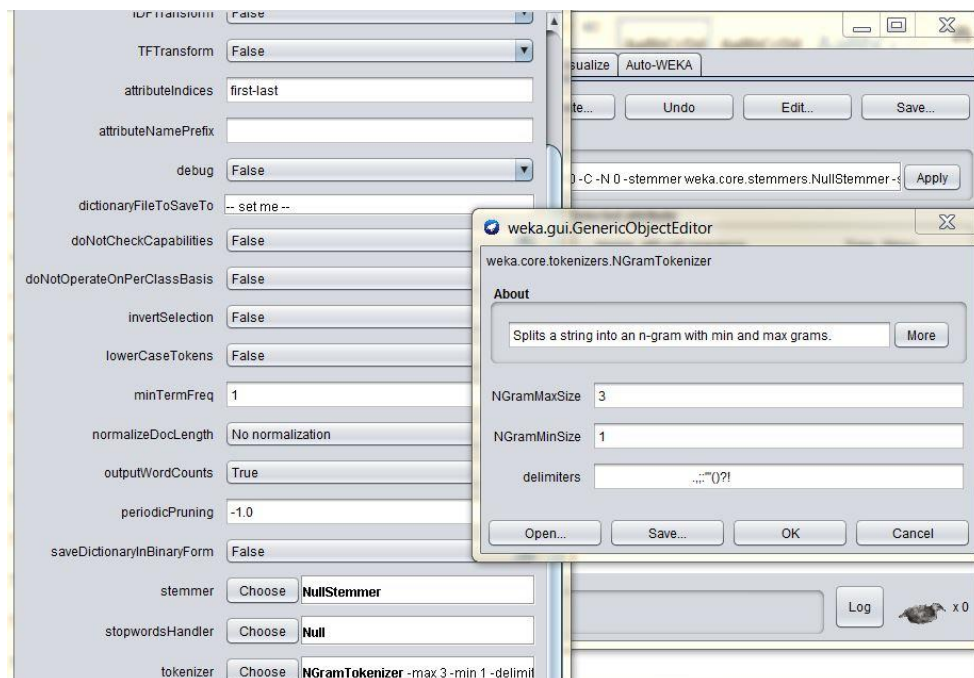 IDFTransform False
TFTransform False
attributeIndices first-last
attributeNamePrefix
debug False
dictionaryFileToSaveTo -- set me --
doNotCheckCapabilities False
doNotOperateOnPerClassBasis False
invertSelection False
lowerCaseTokens False
minTermFreq 1
normalizeDocLength No normalization
outputWordCounts True
periodicPruning -1.0
saveDictionaryInBinaryForm False
stemmer Choose NullStemmer
stopwordsHandler Choose Null
tokenizer Choose NGramTokenizer -max 3 -min 1 -delimit
sualize Auto-WEKA
te... Undo Edit... Save...
0 -C -N 0 -stemmer weka.core.stemmers.NullStemmer -s Apply
weka.gui.GenericObjectEditor
weka.core.tokenizers.NGramTokenizer
About
Splits a string into an n-gram with min and max grams. More
NGramMaxSize 3
NGramMinSize 1
delimiters .,;:'"()?!
Open... Save... OK Cancel
Log x 0